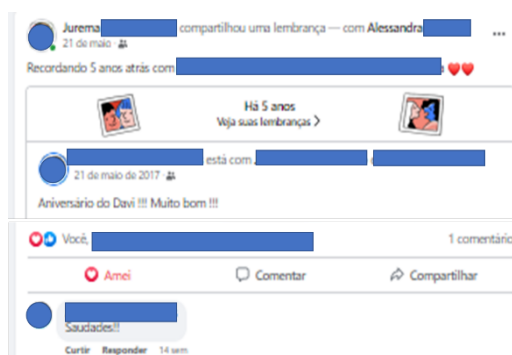 Jurema compartilhou uma lembrança — com Alessandra
21 de maio
Recordando 5 anos atrás com
Há 5 anos
Veja suas lembranças
está com
21 de maio de 2017
Aniversário do Davi !!! Muito bom !!!
Você,
1 comentário
Amei Comentar Compartilhar
Saudades!!
Curtir Responder 14 sem